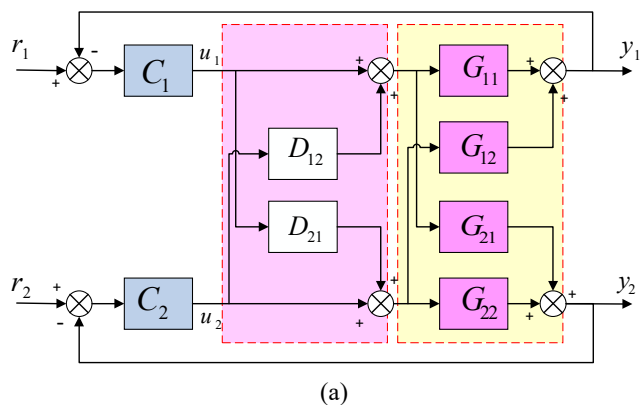 r₁ + - C₁ u₁ + + G₁₁ + + y₁
D₁₂ G₁₂
D₂₁ G₂₁
r₂ + - C₂ u₂ + + G₂₂ + + y₂
(a)